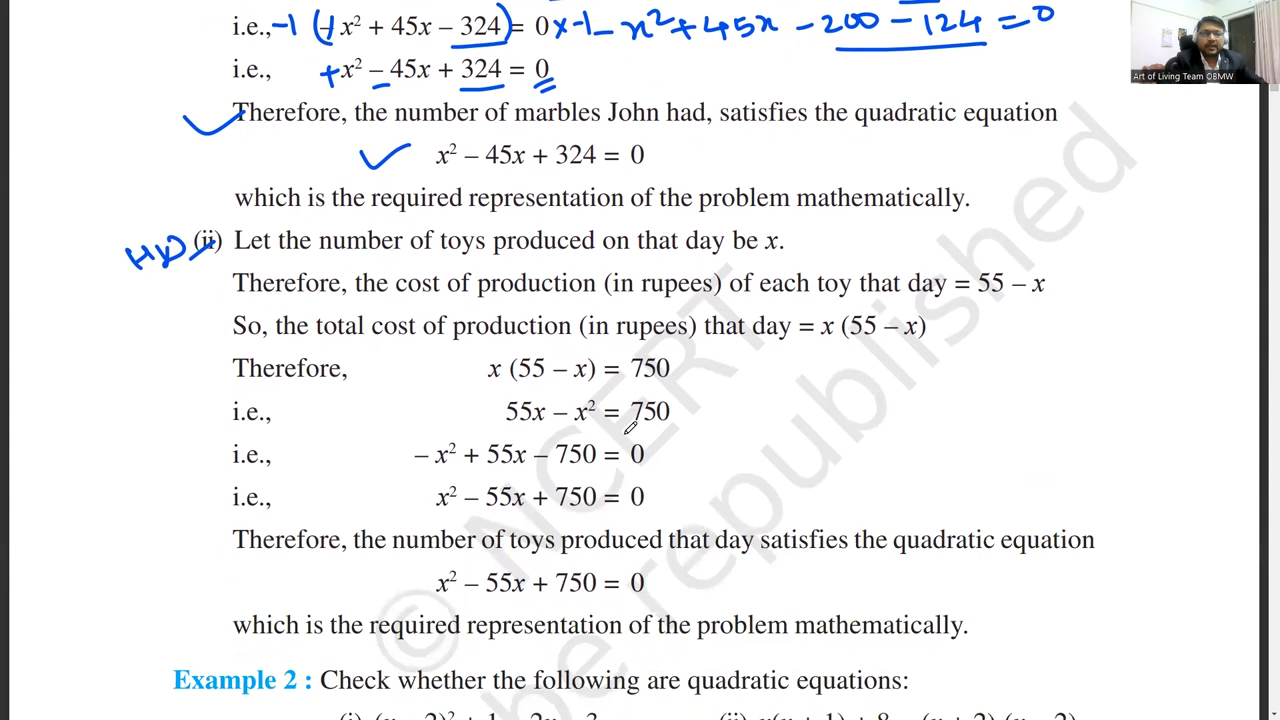 i.e., -1 (-x² + 45x – 324) = 0 x -1 - x² + 45x - 200 - 124 = 0
i.e., + x² – 45x + 324 = 0
Art of Living Team OBMW
Therefore, the number of marbles John had, satisfies the quadratic equation
x² – 45x + 324 = 0
which is the required representation of the problem mathematically.
HW (ii) Let the number of toys produced on that day be x.
Therefore, the cost of production (in rupees) of each toy that day = 55 – x
So, the total cost of production (in rupees) that day = x (55 – x)
Therefore, x (55 – x) = 750
i.e., 55x – x² = 750
i.e., – x² + 55x – 750 = 0
i.e., x² – 55x + 750 = 0
Therefore, the number of toys produced that day satisfies the quadratic equation
x² – 55x + 750 = 0
which is the required representation of the problem mathematically.
Example 2 : Check whether the following are quadratic equations:
© NCERT
be republished